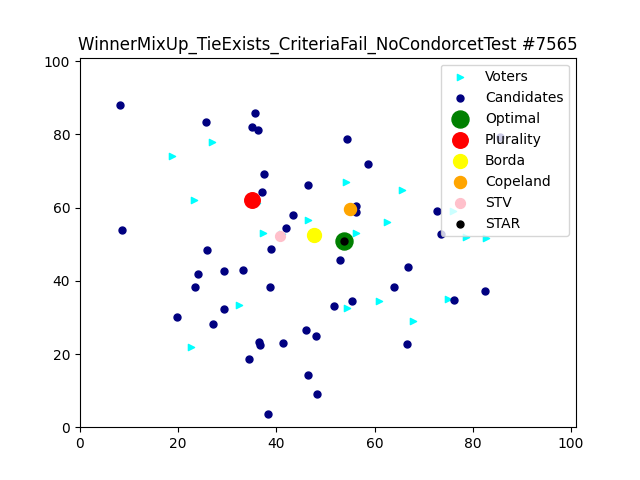 WinnerMixUp_TieExists_CriteriaFail_NoCondorcetTest #7565
100
80
60
40
20
0
0 20 40 60 80 100
Voters
Candidates
Optimal
Plurality
Borda
Copeland
STV
STAR